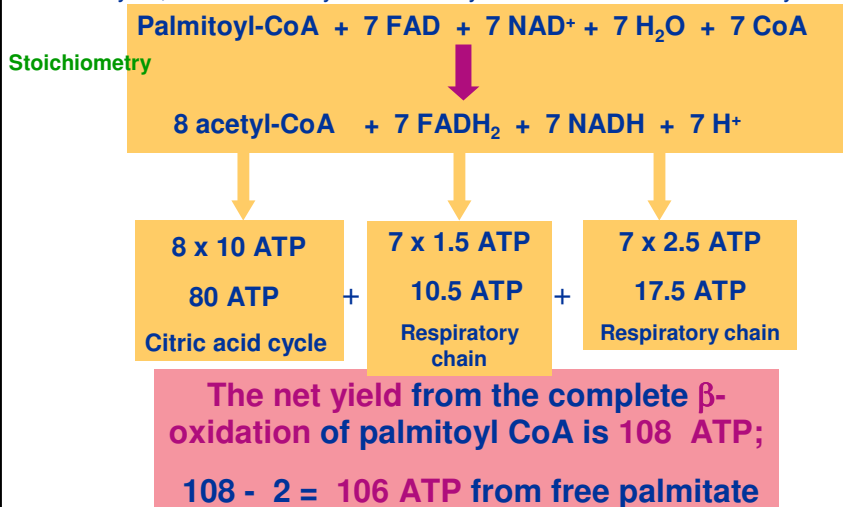 Palmitoyl-CoA + 7 FAD + 7 NAD⁺ + 7 H₂O + 7 CoA
Stoichiometry
8 acetyl-CoA + 7 FADH₂ + 7 NADH + 7 H⁺
8 x 10 ATP
80 ATP
Citric acid cycle
+
7 x 1.5 ATP
10.5 ATP
Respiratory
chain
+
7 x 2.5 ATP
17.5 ATP
Respiratory chain
The net yield from the complete β-
oxidation of palmitoyl CoA is 108 ATP;
108 - 2 = 106 ATP from free palmitate